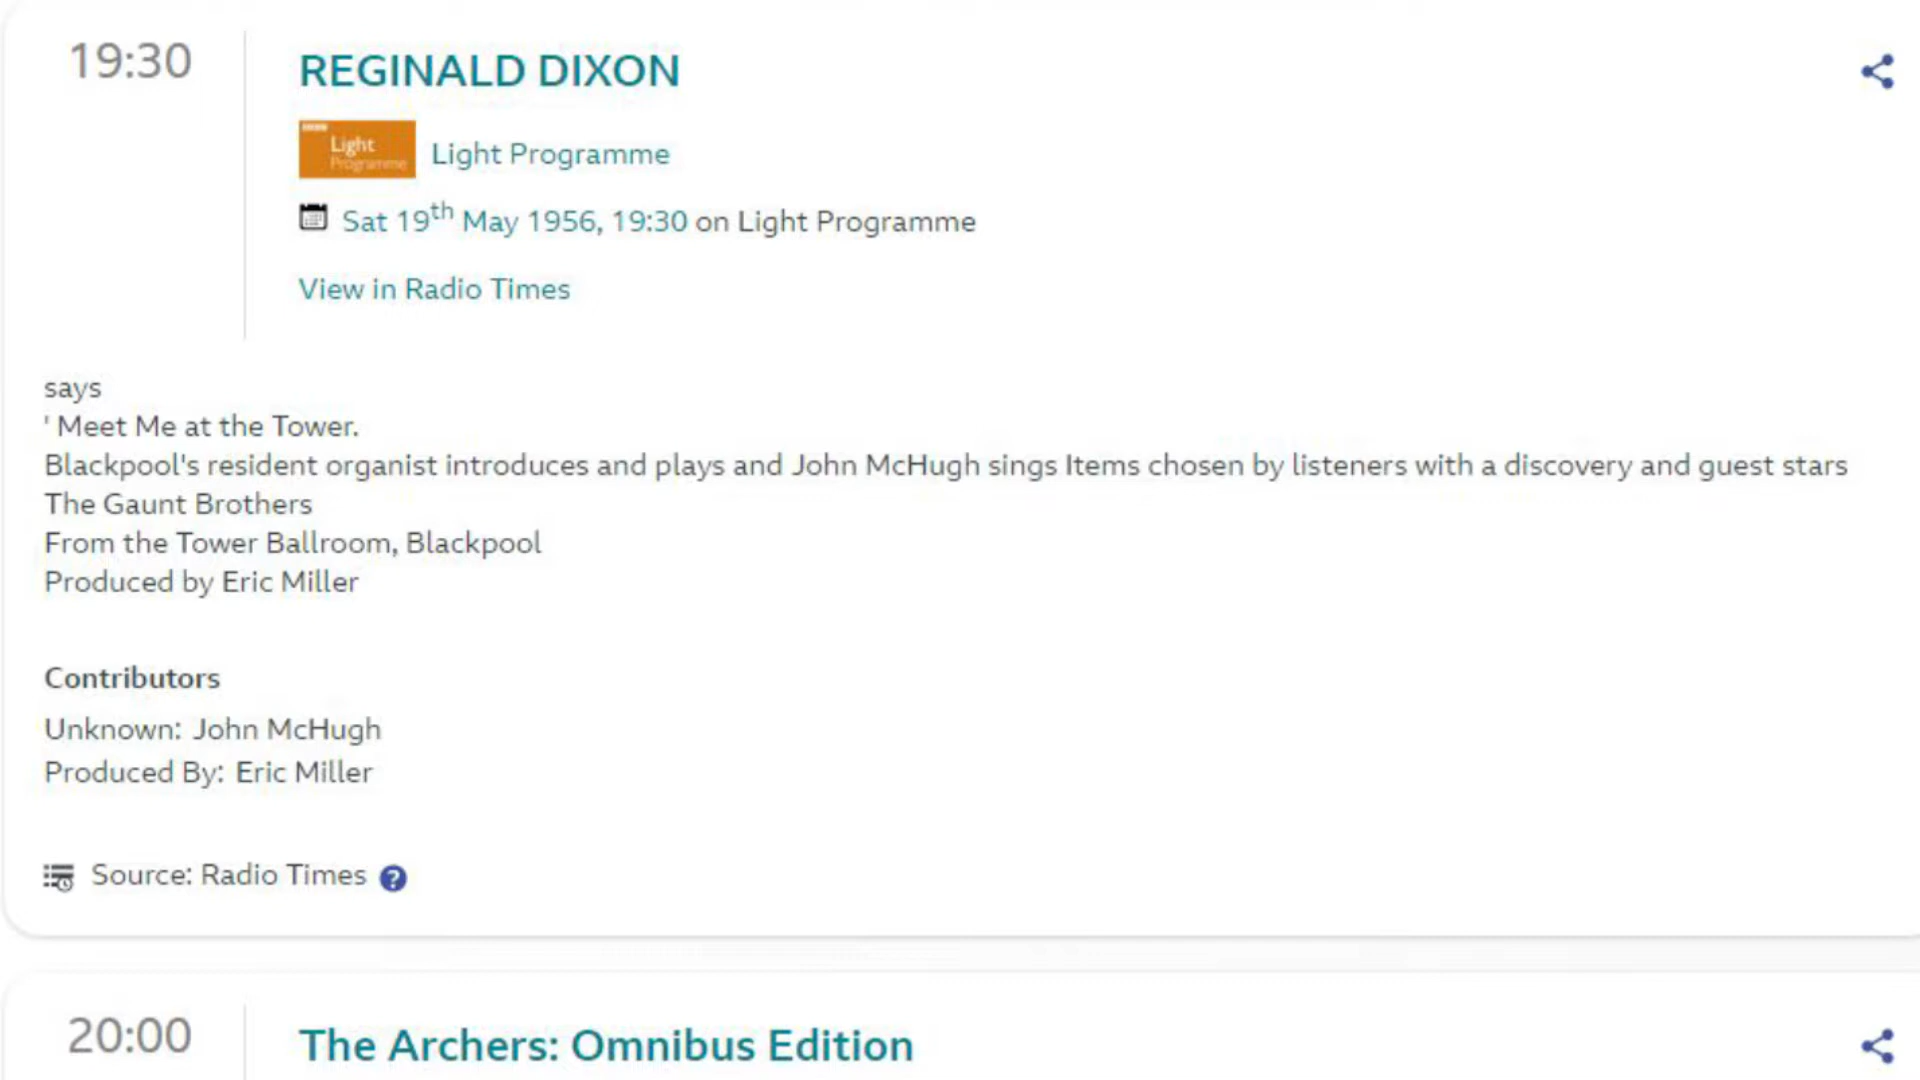 19:30
REGINALD DIXON
Light
Programme
Light Programme
Sat 19th May 1956, 19:30 on Light Programme
View in Radio Times
says
' Meet Me at the Tower.
Blackpool's resident organist introduces and plays and John McHugh sings Items chosen by listeners with a discovery and guest stars
The Gaunt Brothers
From the Tower Ballroom, Blackpool
Produced by Eric Miller
Contributors
Unknown: John McHugh
Produced By: Eric Miller
Source: Radio Times ?
20:00
The Archers: Omnibus Edition